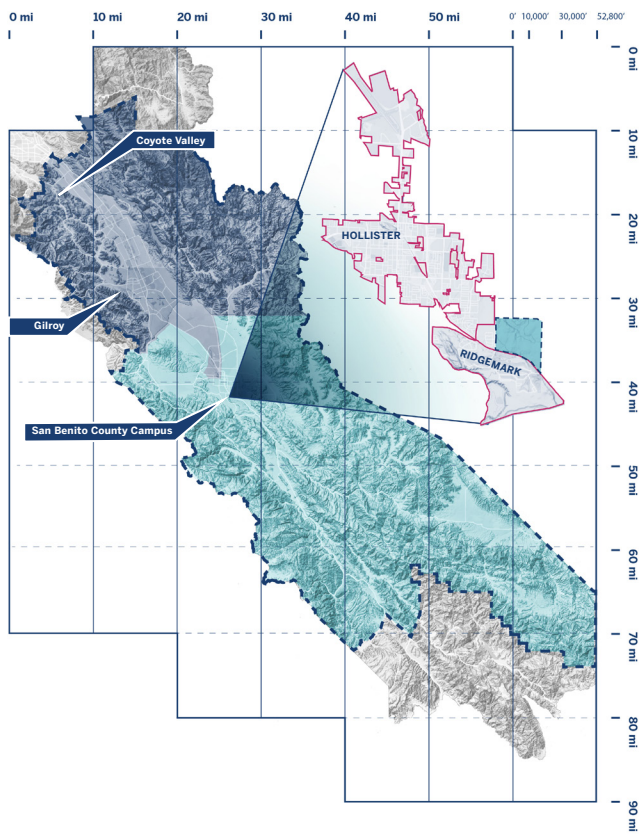 0 mi 10 mi 20 mi 30 mi 40 mi 50 mi 0' 10,000' 30,000' 52,800'
0 mi
10 mi
Coyote Valley
20 mi
HOLLISTER
30 mi
Gilroy
RIDGEMARK
40 mi
San Benito County Campus
50 mi
60 mi
70 mi
80 mi
90 mi